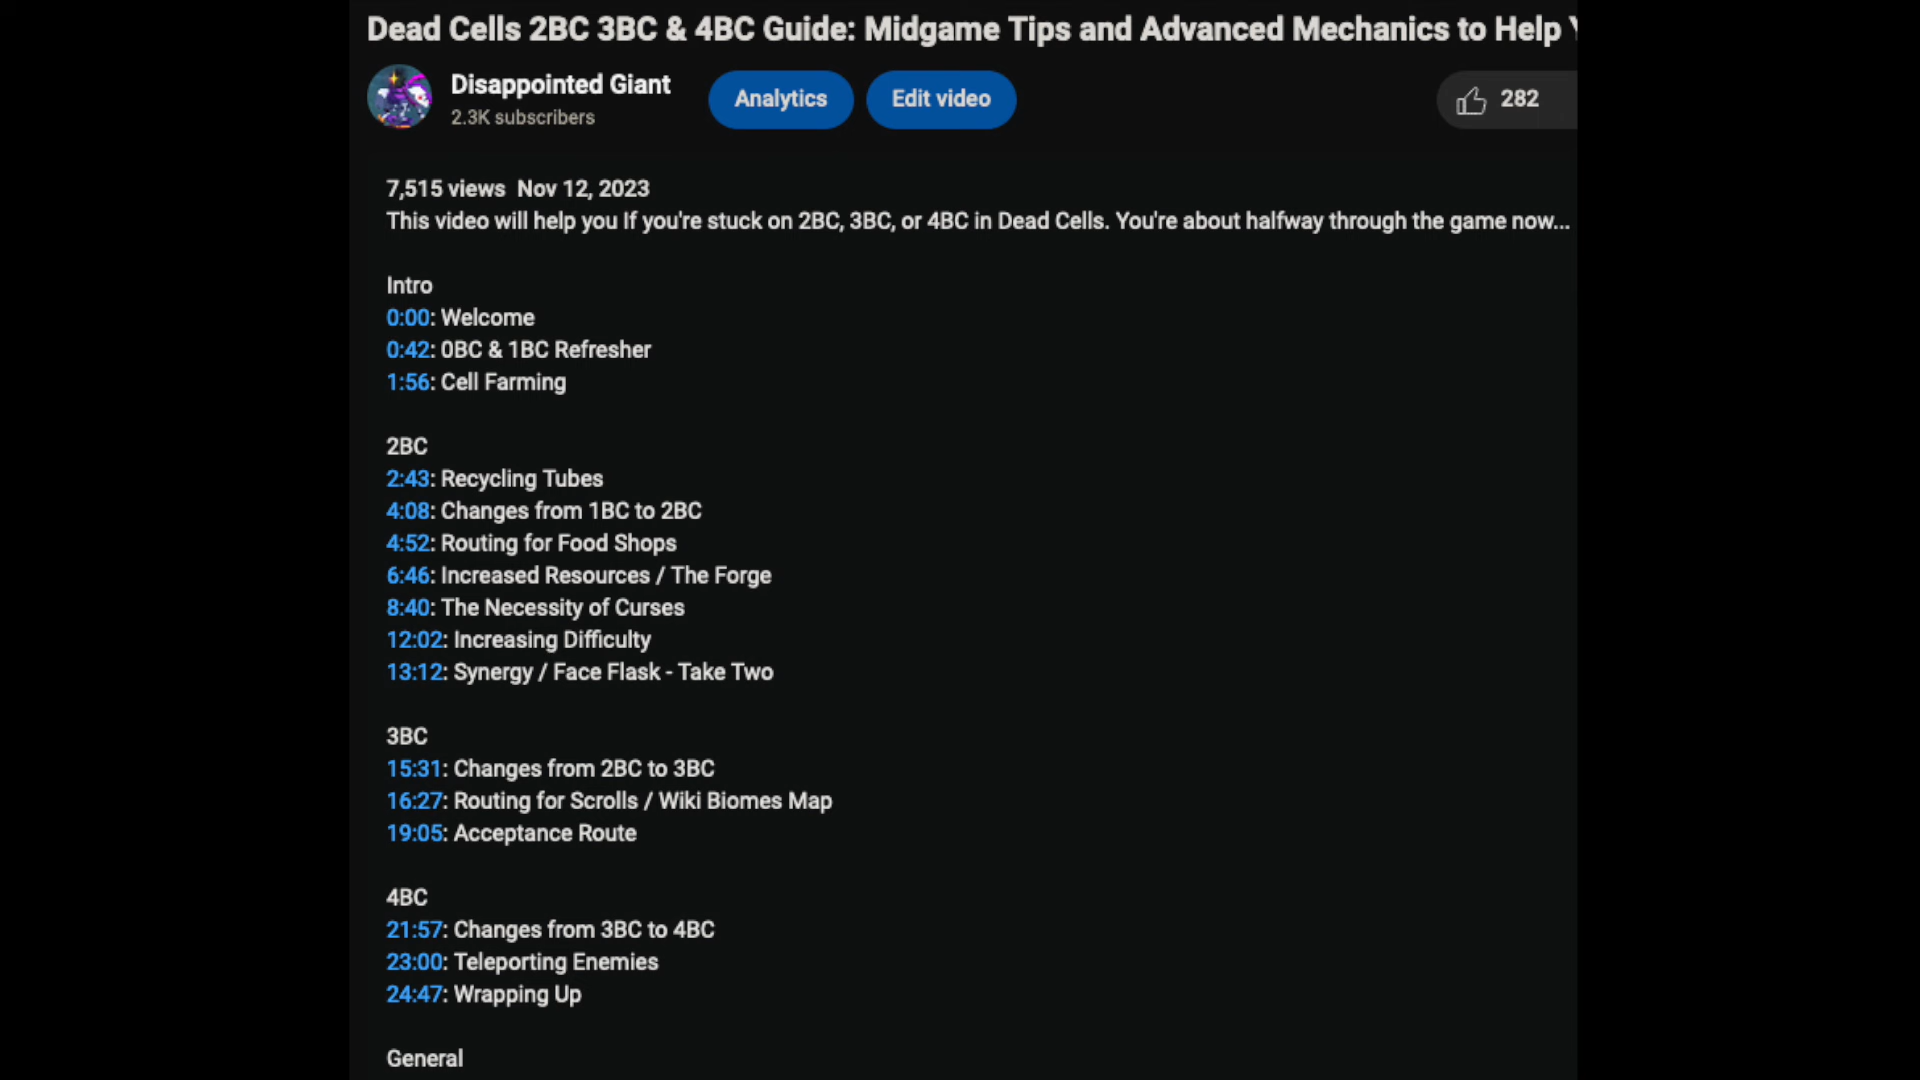 Dead Cells 2BC 3BC & 4BC Guide: Midgame Tips and Advanced Mechanics to Help
Disappointed Giant
2.3K subscribers
Analytics
Edit video
282
7,515 views Nov 12, 2023
This video will help you If you're stuck on 2BC, 3BC, or 4BC in Dead Cells. You're about halfway through the game now...
Intro
0:00: Welcome
0:42: 0BC & 1BC Refresher
1:56: Cell Farming
2BC
2:43: Recycling Tubes
4:08: Changes from 1BC to 2BC
4:52: Routing for Food Shops
6:46: Increased Resources / The Forge
8:40: The Necessity of Curses
12:02: Increasing Difficulty
13:12: Synergy / Face Flask - Take Two
3BC
15:31: Changes from 2BC to 3BC
16:27: Routing for Scrolls / Wiki Biomes Map
19:05: Acceptance Route
4BC
21:57: Changes from 3BC to 4BC
23:00: Teleporting Enemies
24:47: Wrapping Up
General